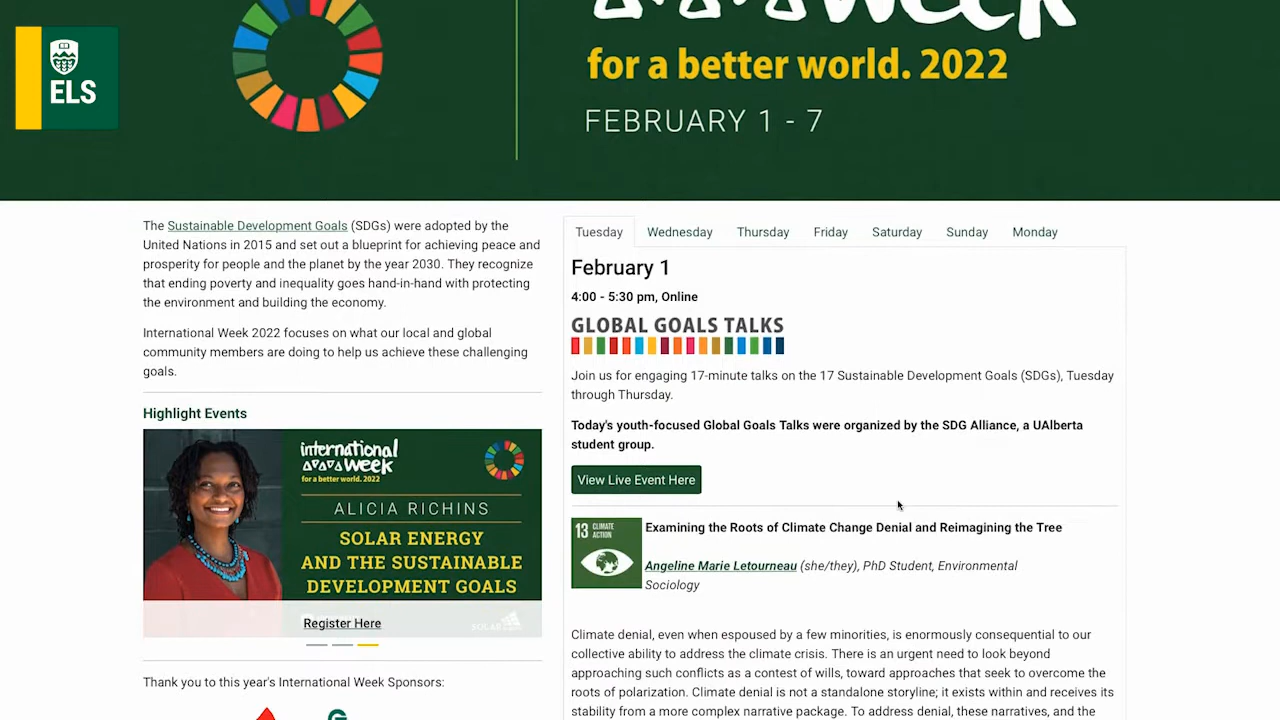 ELS
WEEK
for a better world. 2022
FEBRUARY 1 - 7
The Sustainable Development Goals (SDGs) were adopted by the
United Nations in 2015 and set out a blueprint for achieving peace and
prosperity for people and the planet by the year 2030. They recognize
that ending poverty and inequality goes hand-in-hand with protecting
the environment and building the economy.
International Week 2022 focuses on what our local and global
community members are doing to help us achieve these challenging
goals.
Highlight Events
international
week
for a better world. 2022
ALICIA RICHINS
SOLAR ENERGY
AND THE SUSTAINABLE
DEVELOPMENT GOALS
Register Here
Thank you to this year's International Week Sponsors:
Tuesday Wednesday Thursday Friday Saturday Sunday Monday
February 1
4:00 - 5:30 pm, Online
GLOBAL GOALS TALKS
Join us for engaging 17-minute talks on the 17 Sustainable Development Goals (SDGs), Tuesday
through Thursday.
Today's youth-focused Global Goals Talks were organized by the SDG Alliance, a UAlberta
student group.
View Live Event Here
13 CLIMATE
ACTION
Examining the Roots of Climate Change Denial and Reimagining the Tree
Angeline Marie Letourneau (she/they), PhD Student, Environmental
Sociology
Climate denial, even when espoused by a few minorities, is enormously consequential to our
collective ability to address the climate crisis. There is an urgent need to look beyond
approaching such conflicts as a contest of wills, toward approaches that seek to overcome the
roots of polarization. Climate denial is not a standalone storyline; it exists within and receives its
stability from a more complex narrative package. To address denial, these narratives, and the